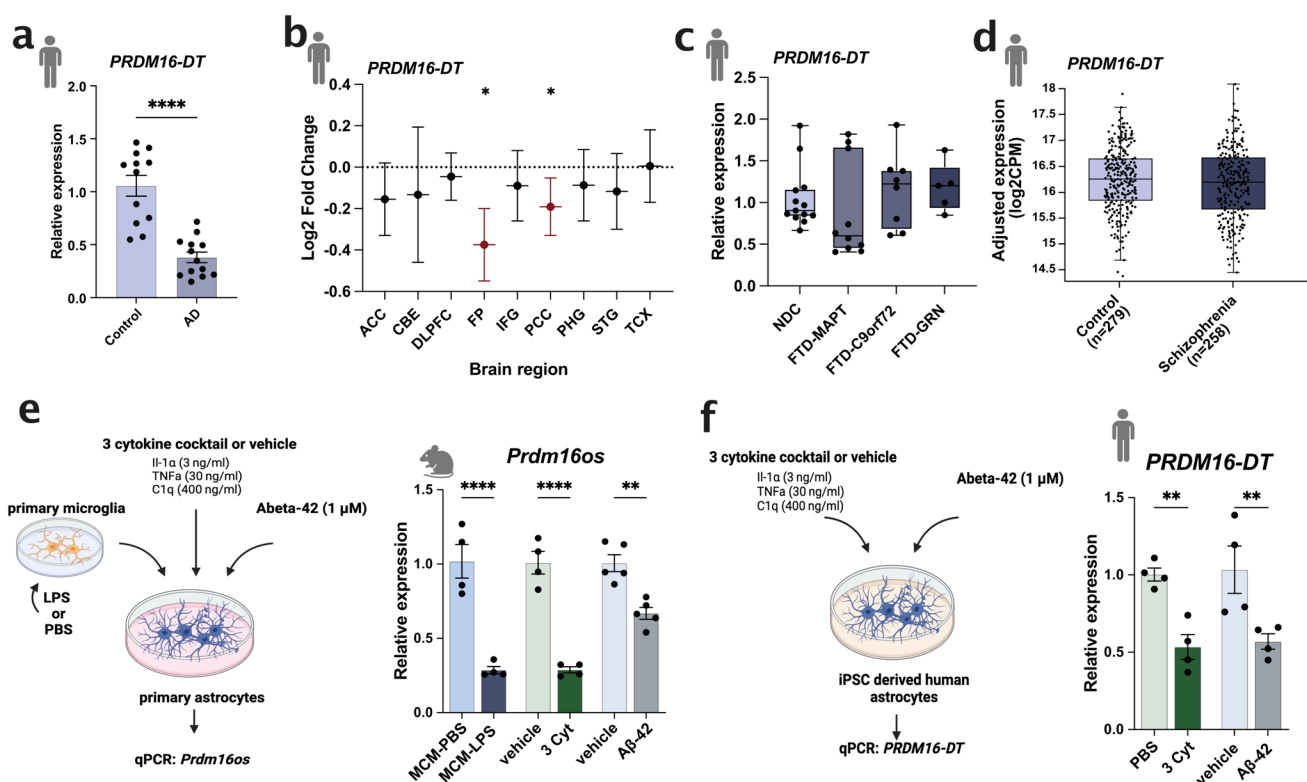 a
PRDM16-DT
Relative expression
2.0
1.5
1.0
0.5
0.0
****
Control
AD
b
PRDM16-DT
Log2 Fold Change
0.4
0.2
0.0
-0.2
-0.4
-0.6
*
*
ACC
CBE
DLPFC
FP
IFG
PCC
PHG
STG
TCX
Brain region
c
PRDM16-DT
Relative expression
2.5
2.0
1.5
1.0
0.5
0.0
NDC
FTD-MAPT
FTD-C9orf72
FTD-GRN
d
PRDM16-DT
Adjusted expression
(log2CPM)
18
17.5
17
16.5
16
15.5
15
14.5
Control
(n=279)
Schizophrenia
(n=258)
e
3 cytokine cocktail or vehicle
Il-1α (3 ng/ml)
TNFa (30 ng/ml)
C1q (400 ng/ml)
primary microglia
Abeta-42 (1 μM)
LPS
or
PBS
primary astrocytes
qPCR: Prdm16os
Prdm16os
Relative expression
1.5
1.0
0.5
0.0
****
****
**
MCM-PBS
MCM-LPS
vehicle
3 Cyt
vehicle
Aβ-42
f
3 cytokine cocktail or vehicle
Il-1α (3 ng/ml)
TNFa (30 ng/ml)
C1q (400 ng/ml)
Abeta-42 (1 μM)
iPSC derived human
astrocytes
qPCR: PRDM16-DT
PRDM16-DT
Relative expression
1.5
1.0
0.5
0.0
**
**
PBS
3 Cyt
vehicle
Aβ-42